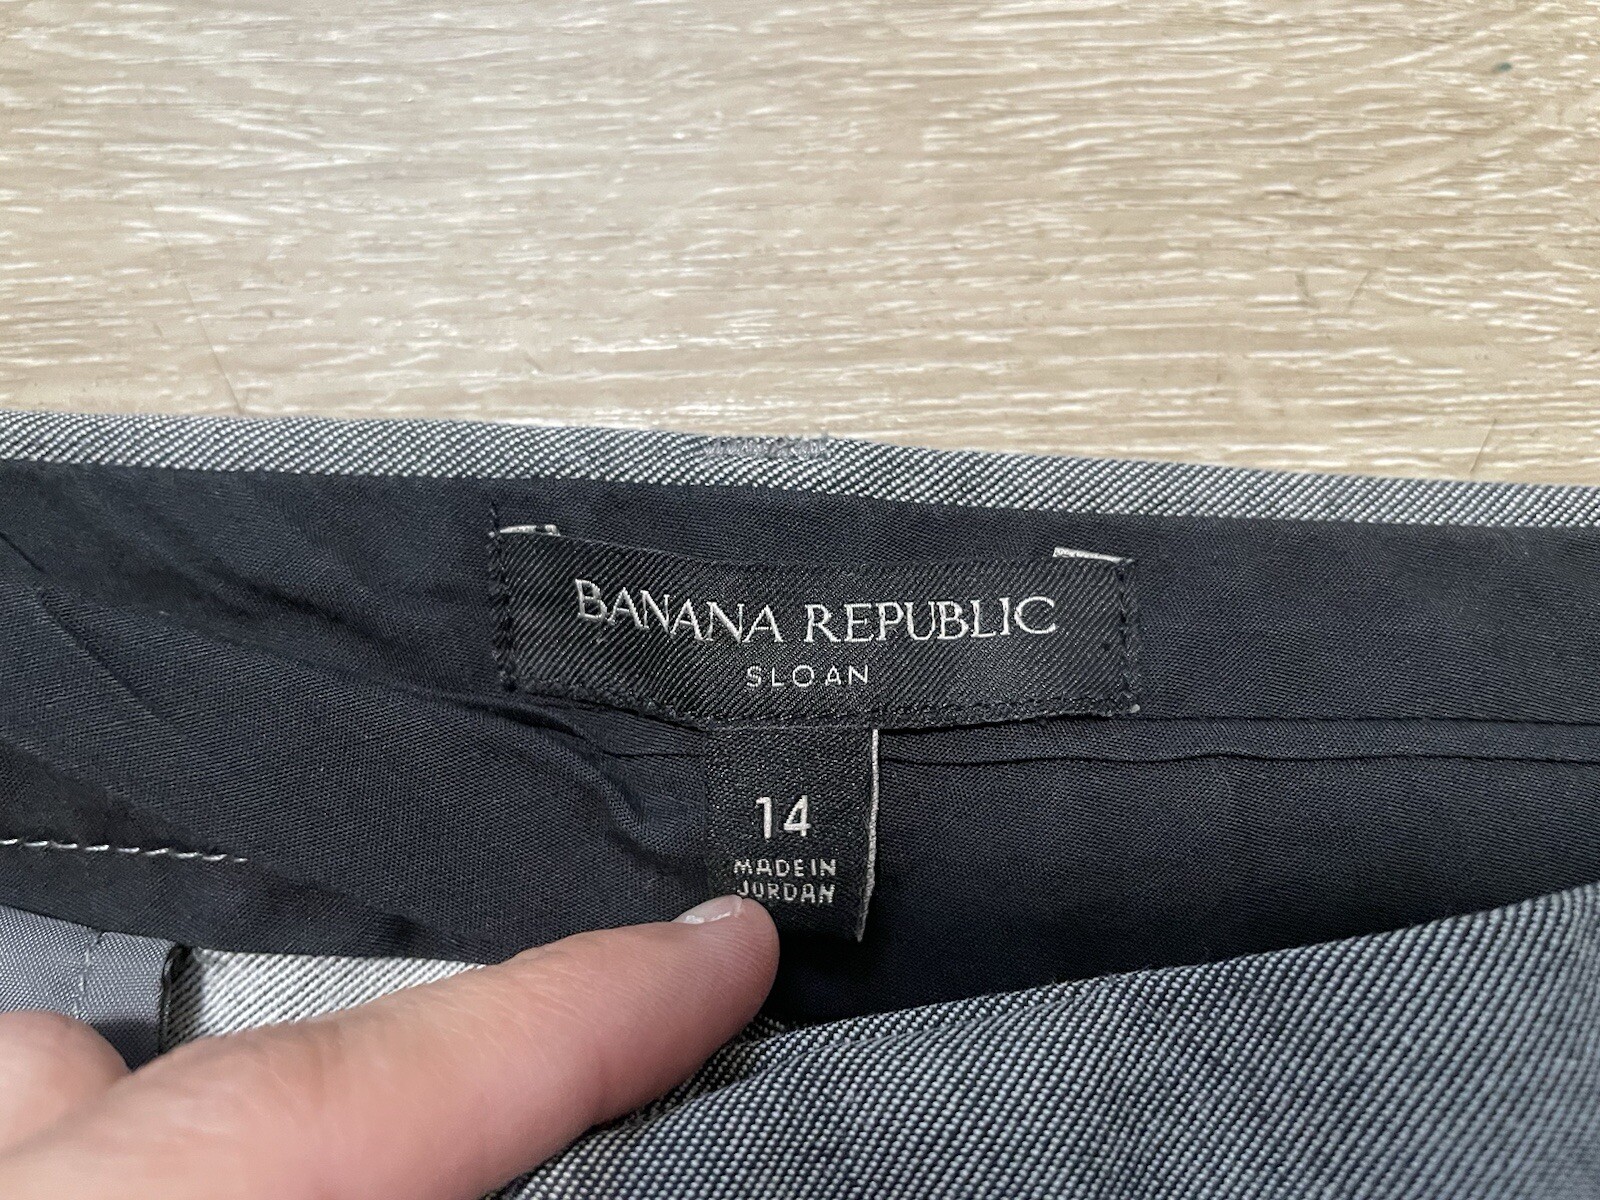 BANANA REPUBLIC
SLOAN
14
MADE IN
JORDAN